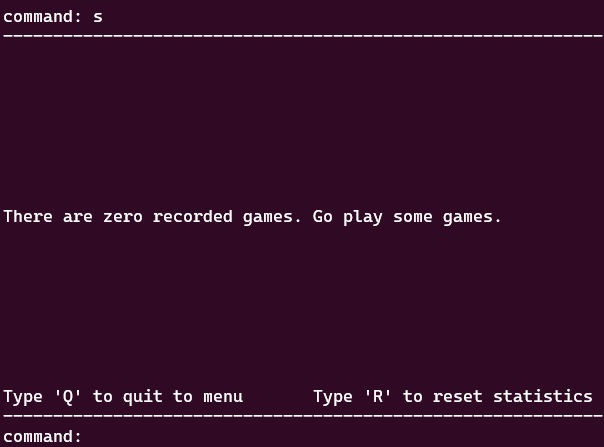 command: s
------------------------------------------------------------
There are zero recorded games. Go play some games.
Type 'Q' to quit to menu       Type 'R' to reset statistics
------------------------------------------------------------
command: